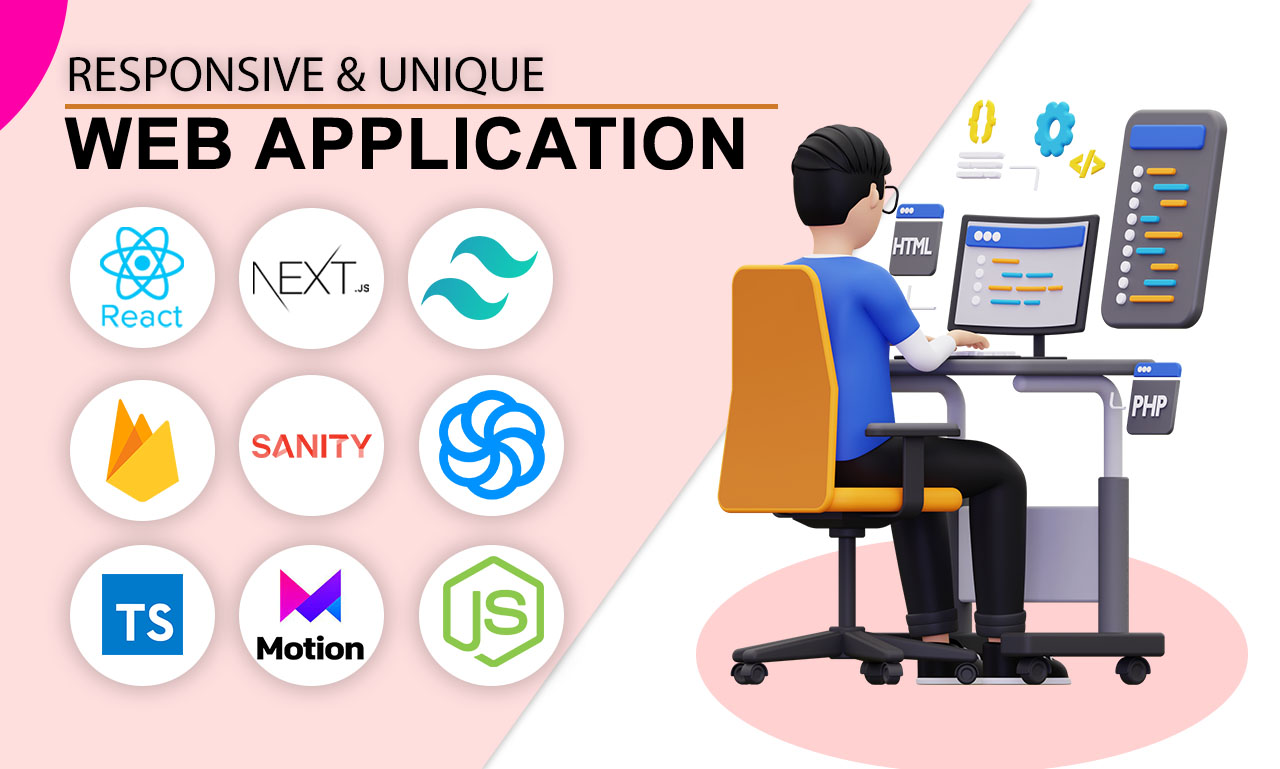 RESPONSIVE & UNIQUE
WEB APPLICATION
React
NEXT.JS
SANITY
TS
Motion
JS
{}
</>
HTML
PHP